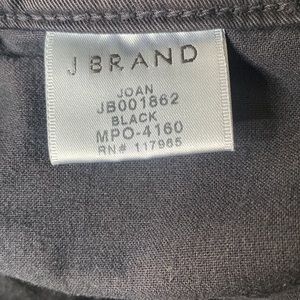 J BRAND
JOAN
JB001862
BLACK
MPO-4160
RN# 117965